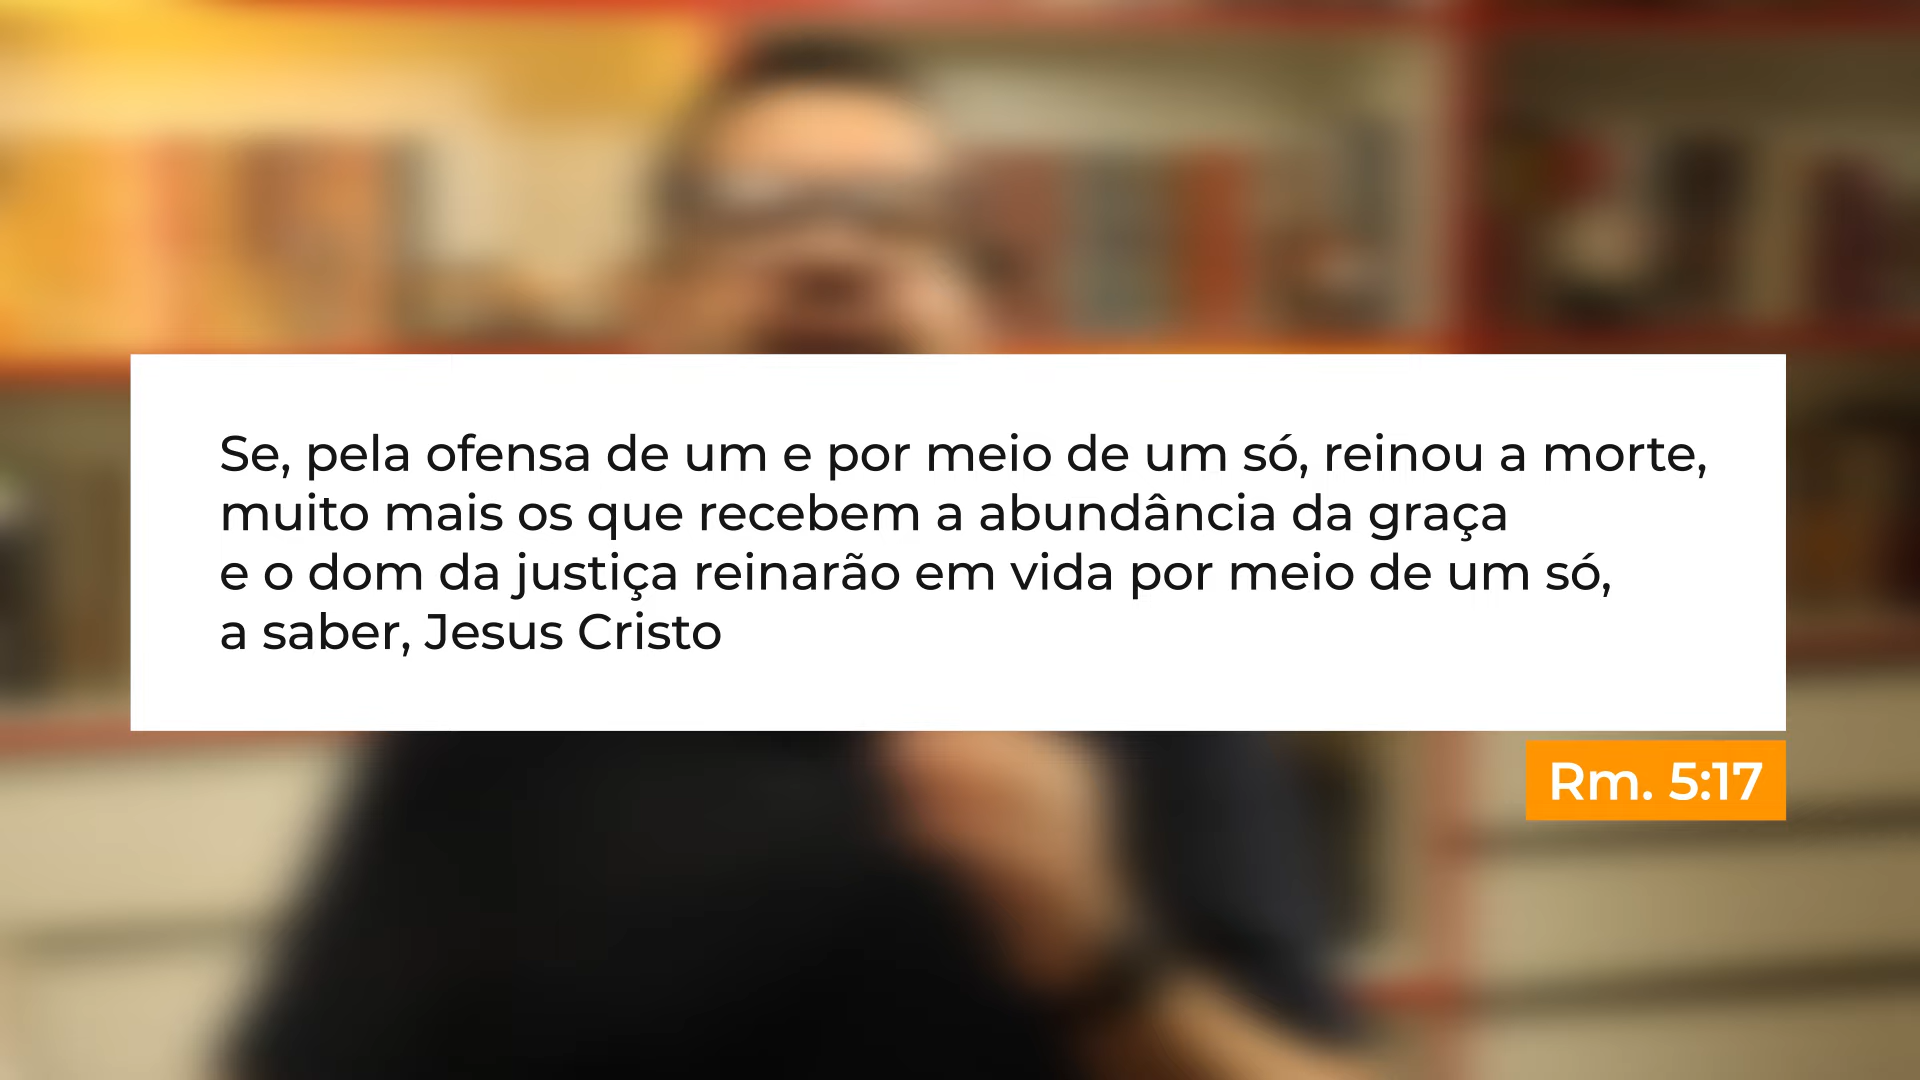 Se, pela ofensa de um e por meio de um só, reinou a morte,
muito mais os que recebem a abundância da graça
e o dom da justiça reinarão em vida por meio de um só,
a saber, Jesus Cristo
Rm. 5:17